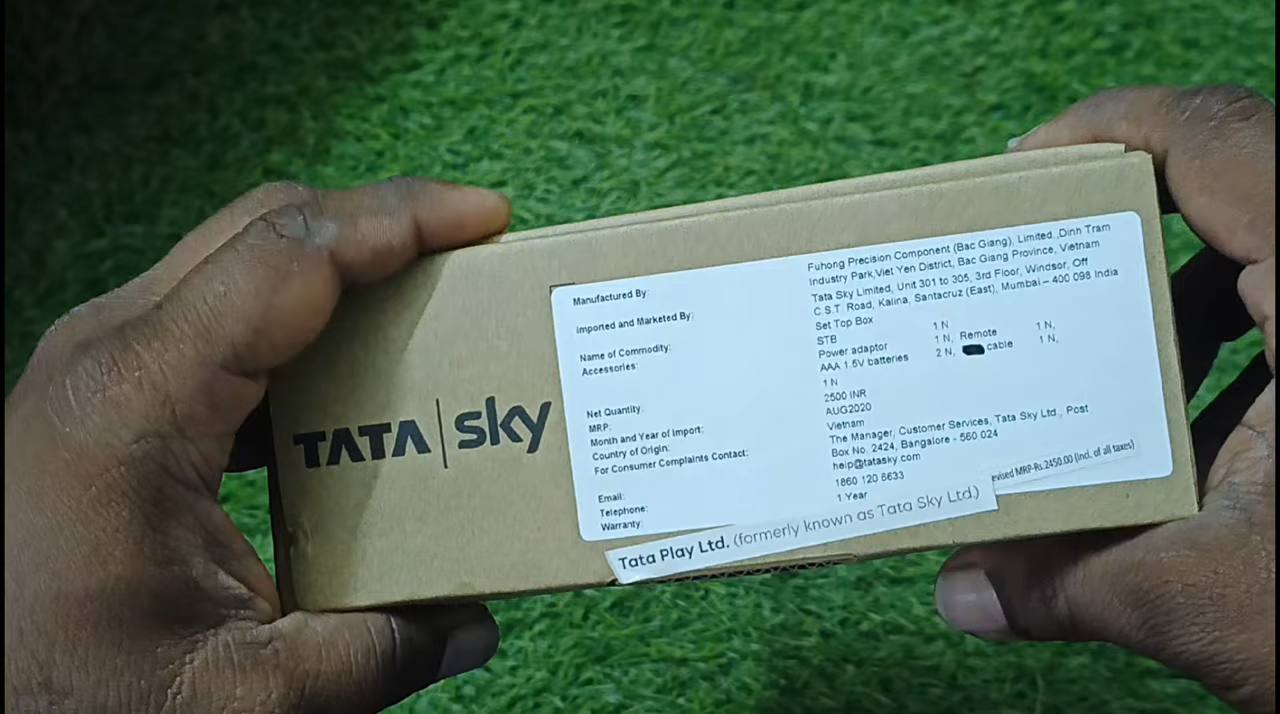 TATA sky
Manufactured By: Fuhong Precision Component (Bac Giang), Limited.,Dinh Tram
Industry Park,Viet Yen District, Bac Giang Province, Vietnam
Imported and Marketed By: Tata Sky Limited, Unit 301 to 305, 3rd Floor, Windsor, Off
C.S.T. Road, Kalina, Santacruz (East), Mumbai – 400 098 India
Name of Commodity: Set Top Box
Accessories: STB 1 N
Power adaptor 1 N, Remote 1 N,
AAA 1.5V batteries 2 N, cable 1 N,
Net Quantity 1 N
MRP: 2500 INR
Month and Year of Import: AUG2020
Country of Origin: Vietnam
For Consumer Complaints Contact: The Manager, Customer Services, Tata Sky Ltd., Post
Box No. 2424, Bangalore - 560 024
Email: help@tatasky.com
Telephone: 1860 120 6633
Warranty: 1 Year
evised MRP-Rs:2450.00 (incl. of all taxes)
Tata Play Ltd. (formerly known as Tata Sky Ltd.)